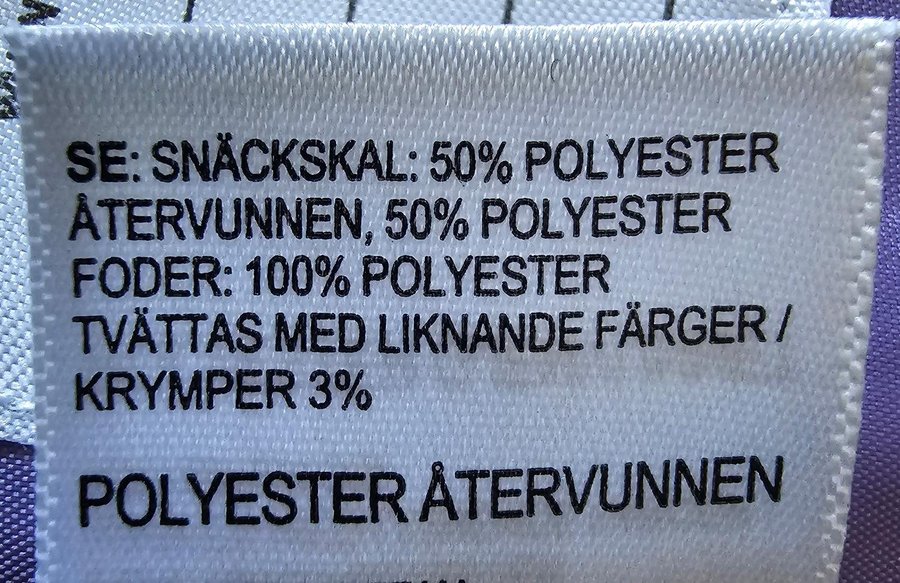 SE: SNÄCKSKAL: 50% POLYESTER
ÅTERVUNNEN, 50% POLYESTER
FODER: 100% POLYESTER
TVÄTTAS MED LIKNANDE FÄRGER /
KRYMPER 3%
POLYESTER ÅTERVUNNEN